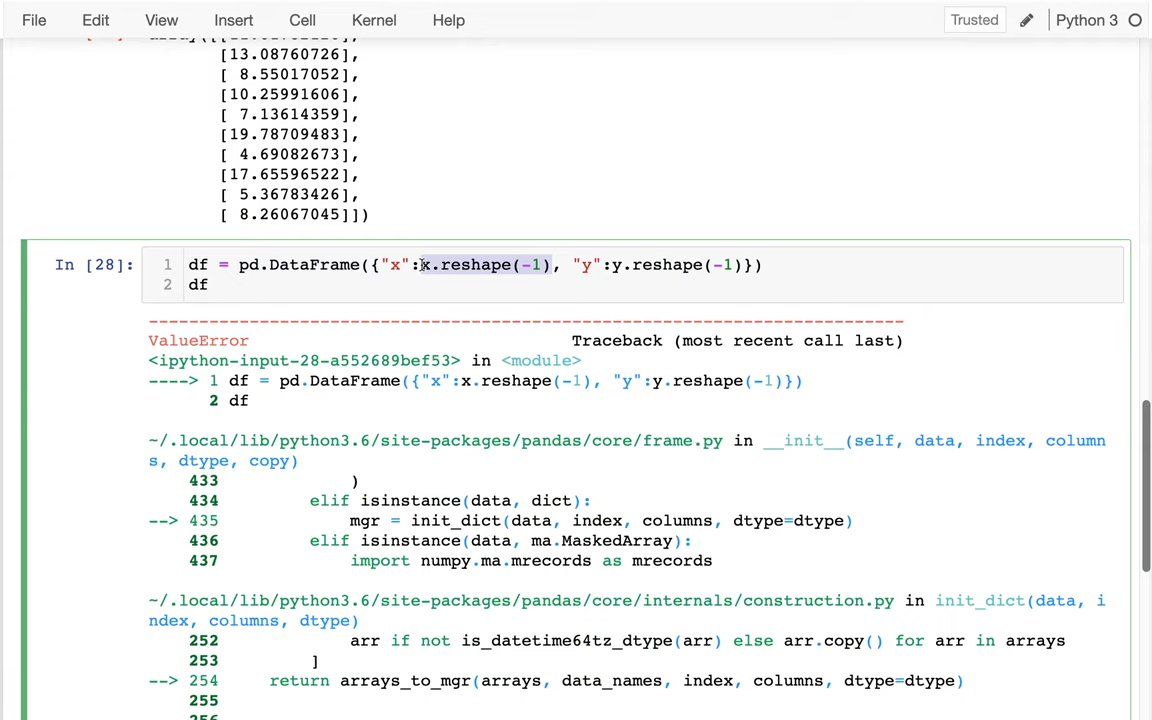 File Edit View Insert Cell Kernel Help Trusted Python 3
[13.08760726],
[ 8.55017052],
[10.25991606],
[ 7.13614359],
[19.78709483],
[ 4.69082673],
[17.65596522],
[ 5.36783426],
[ 8.26067045]])
In [28]: 1 df = pd.DataFrame({"x":x.reshape(-1), "y":y.reshape(-1)})
2 df
---------------------------------------------------------------------------
ValueError Traceback (most recent call last)
<ipython-input-28-a552689bef53> in <module>
----> 1 df = pd.DataFrame({"x":x.reshape(-1), "y":y.reshape(-1)})
2 df
~/.local/lib/python3.6/site-packages/pandas/core/frame.py in __init__(self, data, index, column
s, dtype, copy)
433 )
434 elif isinstance(data, dict):
--> 435 mgr = init_dict(data, index, columns, dtype=dtype)
436 elif isinstance(data, ma.MaskedArray):
437 import numpy.ma.mrecords as mrecords
~/.local/lib/python3.6/site-packages/pandas/core/internals/construction.py in init_dict(data, i
ndex, columns, dtype)
252 arr if not is_datetime64tz_dtype(arr) else arr.copy() for arr in arrays
253 ]
--> 254 return arrays_to_mgr(arrays, data_names, index, columns, dtype=dtype)
255